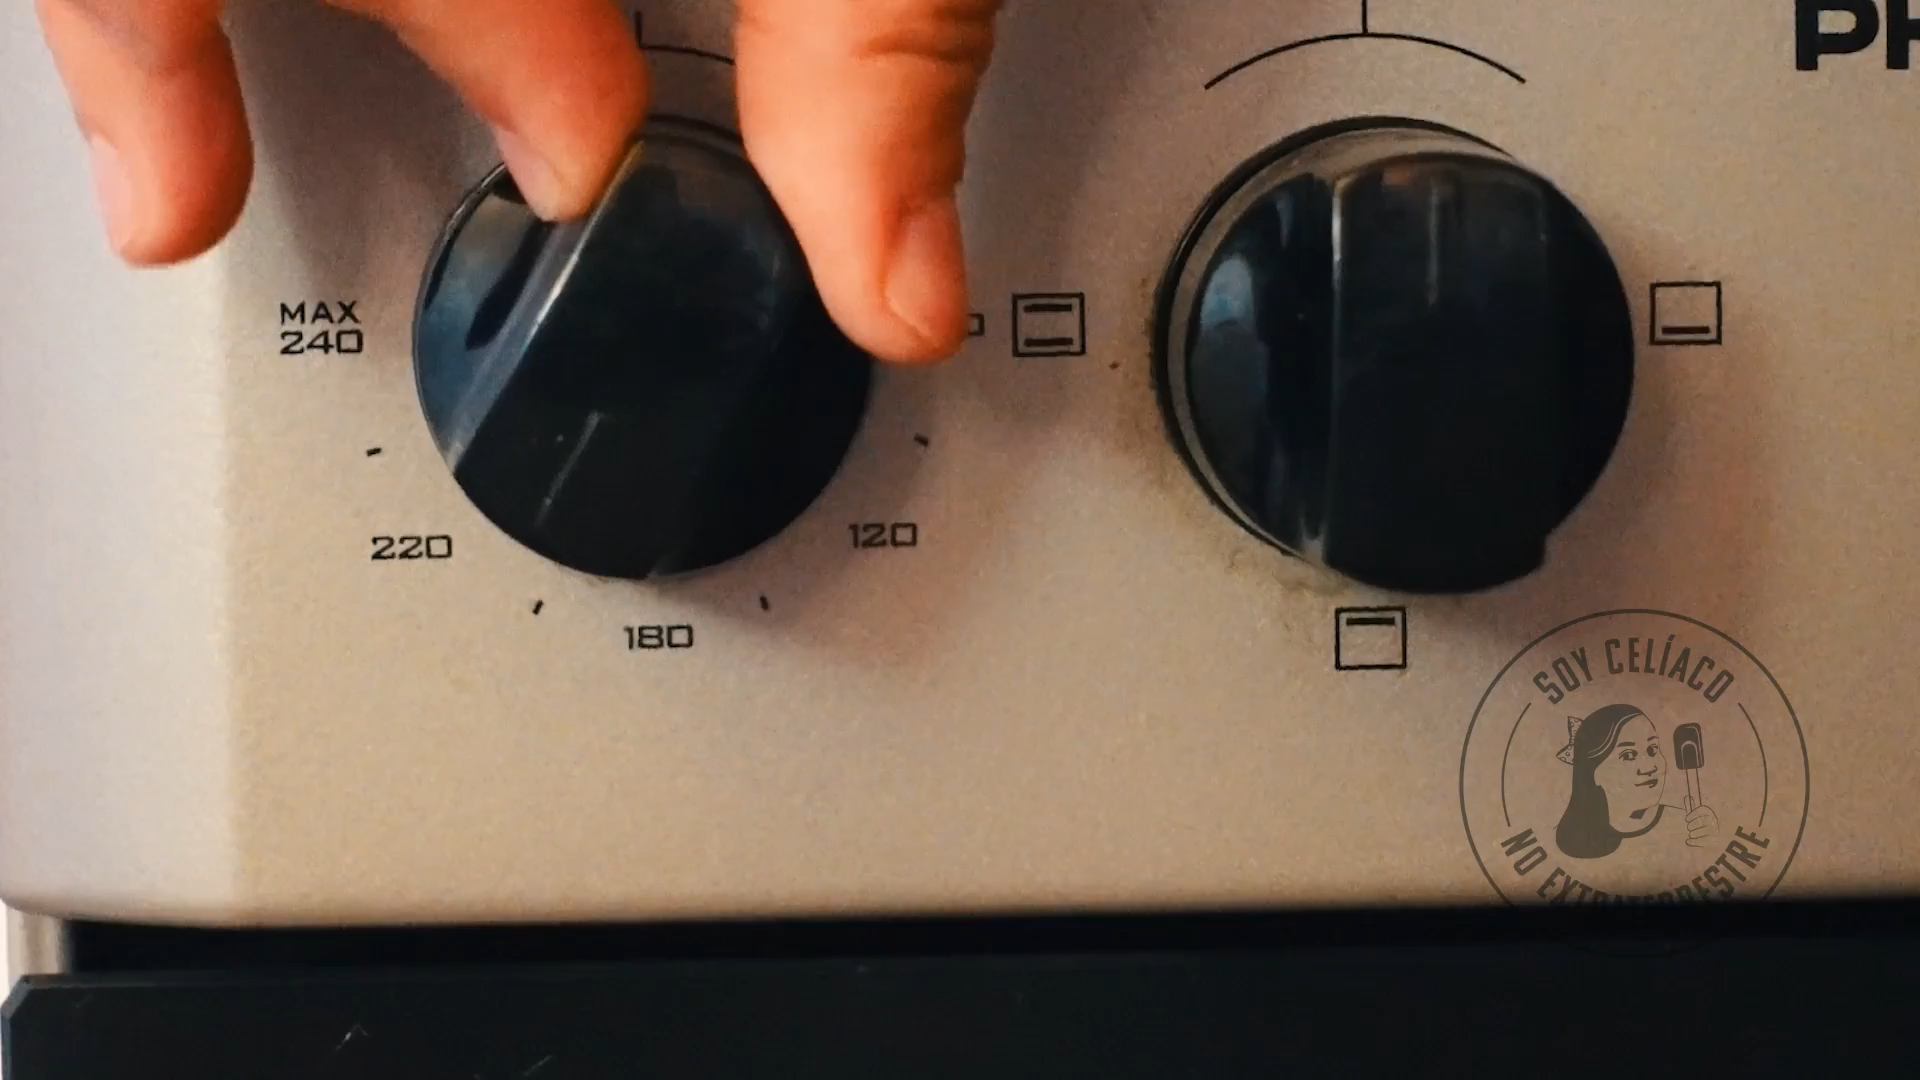 PH
MAX
240
220
180
120
SOY CELÍACO
NO EXTRATERRESTRE